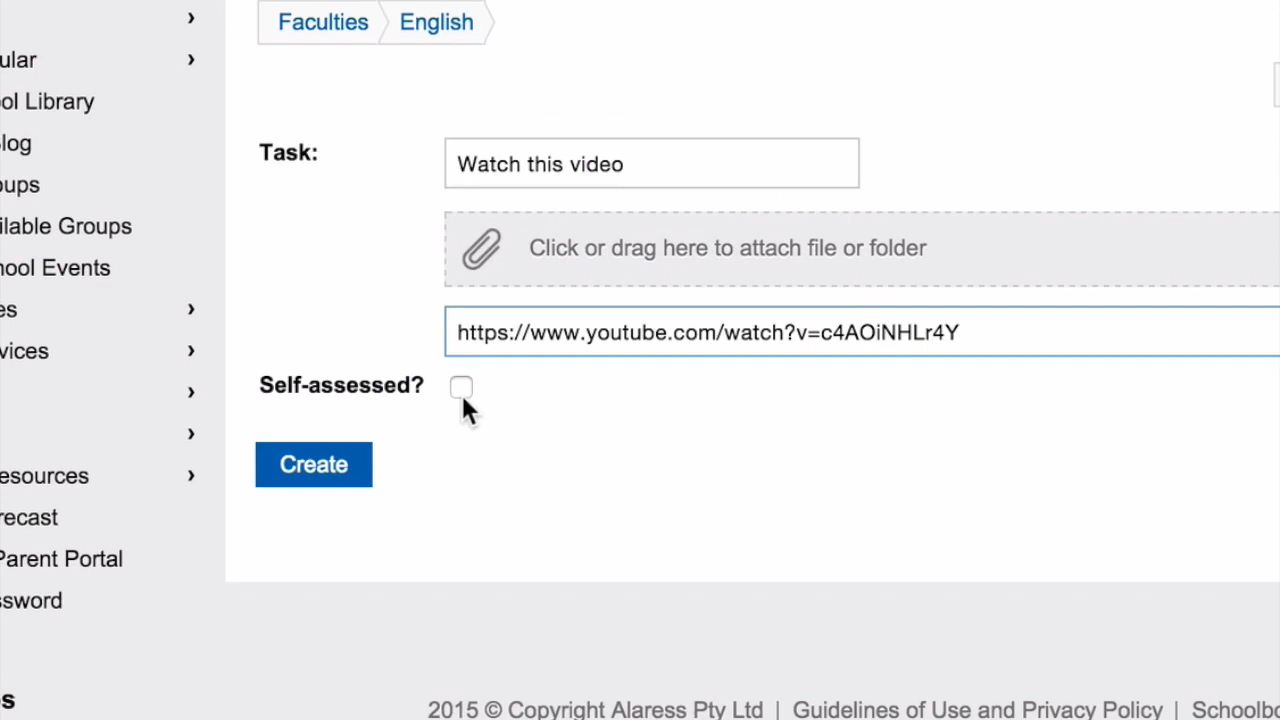 Faculties English
ular
ol Library
log
Task:
Watch this video
oups
ilable Groups
Click or drag here to attach file or folder
hool Events
es
https://www.youtube.com/watch?v=c4AOiNHLr4Y
vices
Self-assessed?
Create
esources
recast
Parent Portal
ssword
s
2015 © Copyright Alaress Pty Ltd | Guidelines of Use and Privacy Policy | Schoolbo